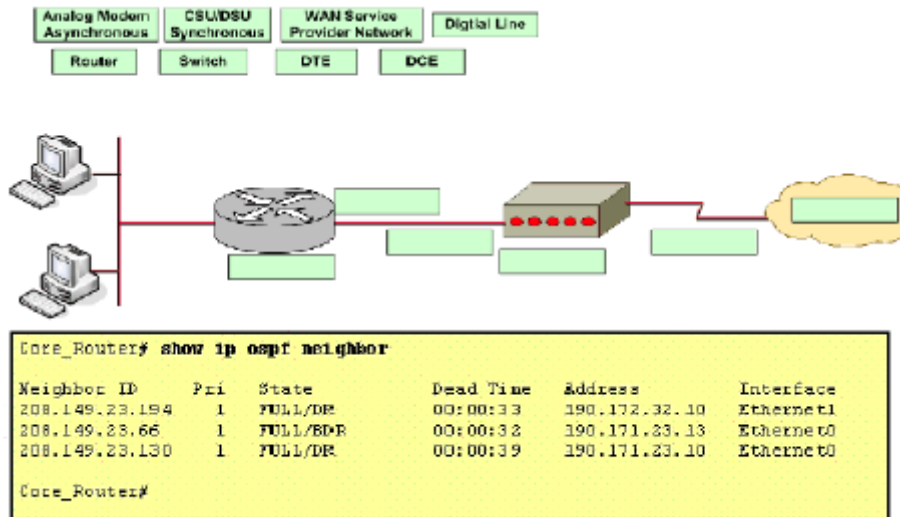 Analog Modem
Asynchronous
CSU/DSU
Synchronous
WAN Service
Provider Network
Digtial Line
Router
Switch
DTE
DCE
Core_Router# show ip ospf neighbor
Neighbor ID Pri State Dead Time Address Interface
208.149.23.194 1 FULL/DR 00:00:33 190.172.32.10 Ethernet1
208.149.23.66 1 FULL/BDR 00:00:32 190.171.23.13 Ethernet0
208.149.23.130 1 FULL/DR 00:00:39 190.171.23.10 Ethernet0
Core_Router#